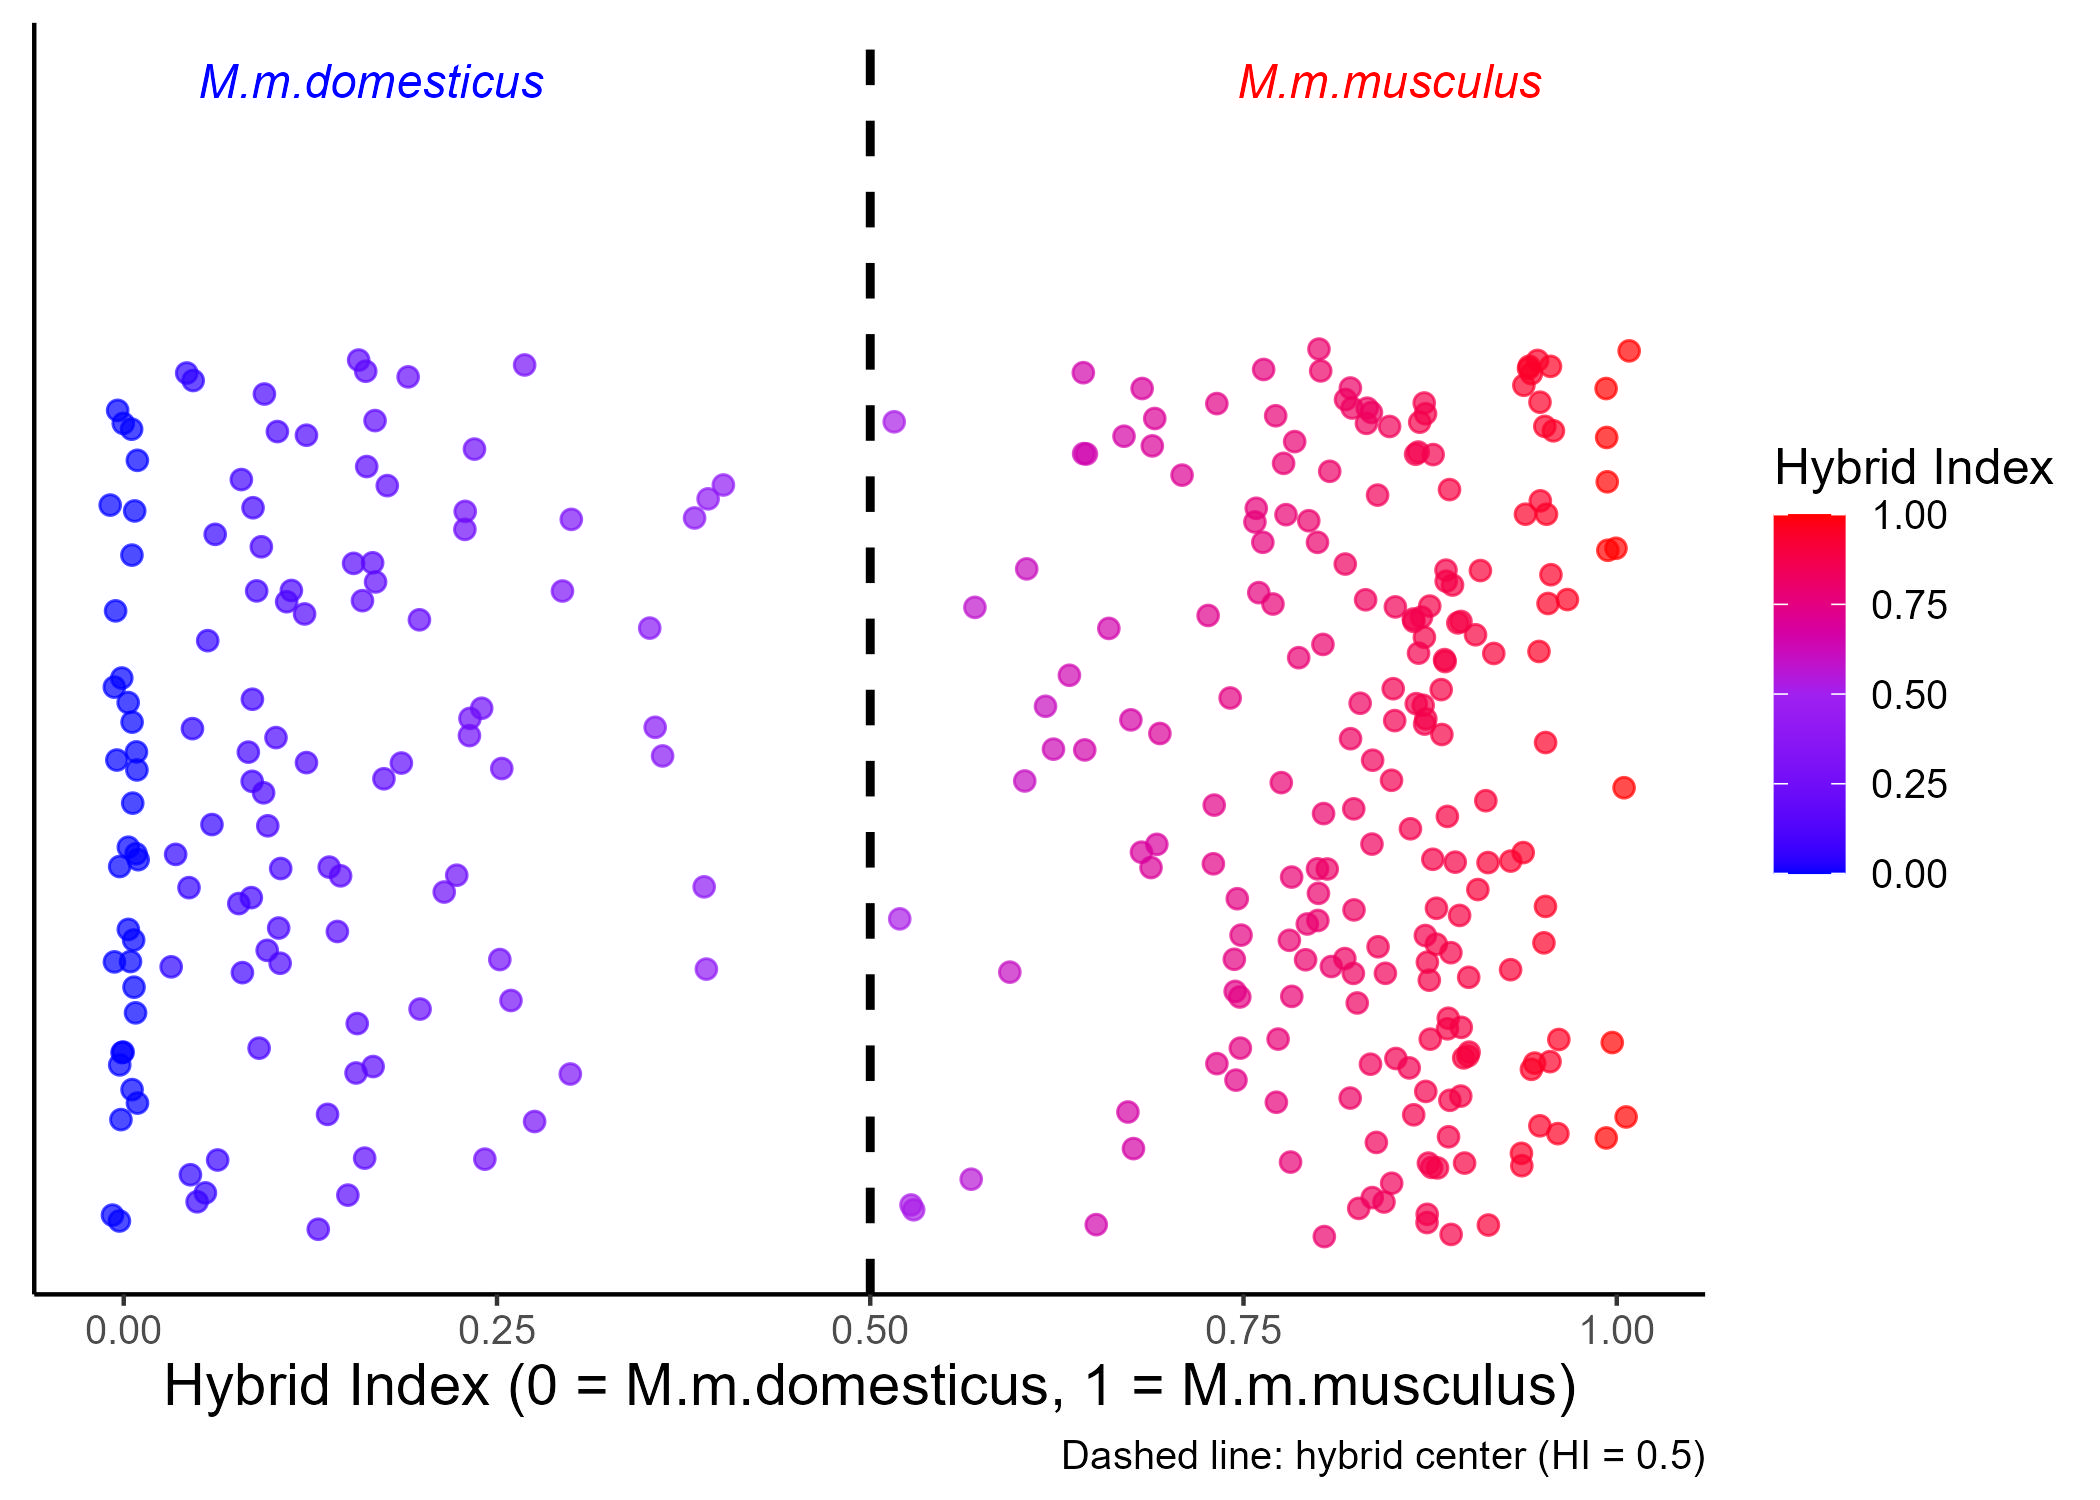 M.m.domesticus
M.m.musculus
Hybrid Index
1.00
0.75
0.50
0.25
0.00
0.00 0.25 0.50 0.75 1.00
Hybrid Index (0 = M.m.domesticus, 1 = M.m.musculus)
Dashed line: hybrid center (HI = 0.5)